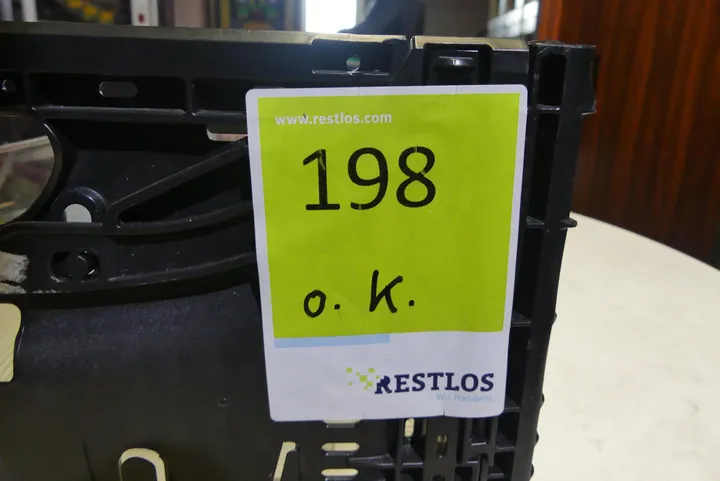 www.restlos.com
198
o. k.
RESTLOS
Wir handeln.